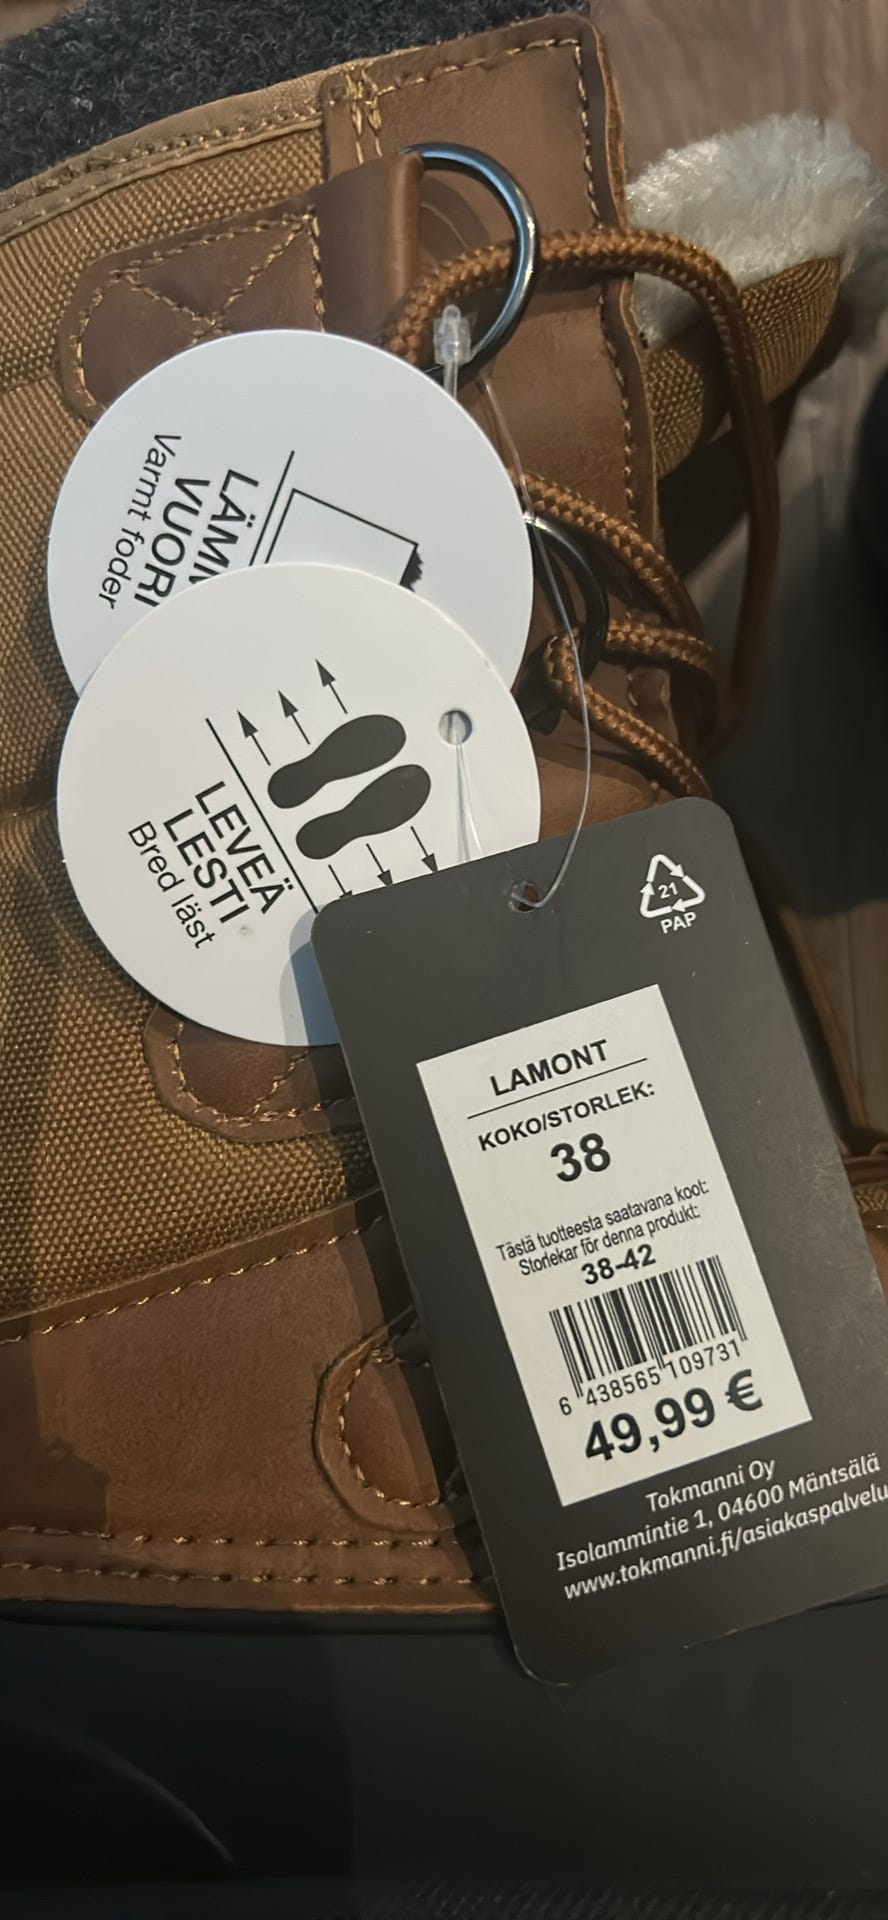 LÄMMIN
VUORI
Varmt foder
LEVEÄ
LESTI
Bred läst
21
PAP
LAMONT
KOKO/STORLEK:
38
Tästä tuotteesta saatavana koot:
Storlekar för denna produkt:
38-42
6 438565 109731
49,99 €
Tokmanni Oy
Isolammintie 1, 04600 Mäntsälä
www.tokmanni.fi/asiakaspalvelu